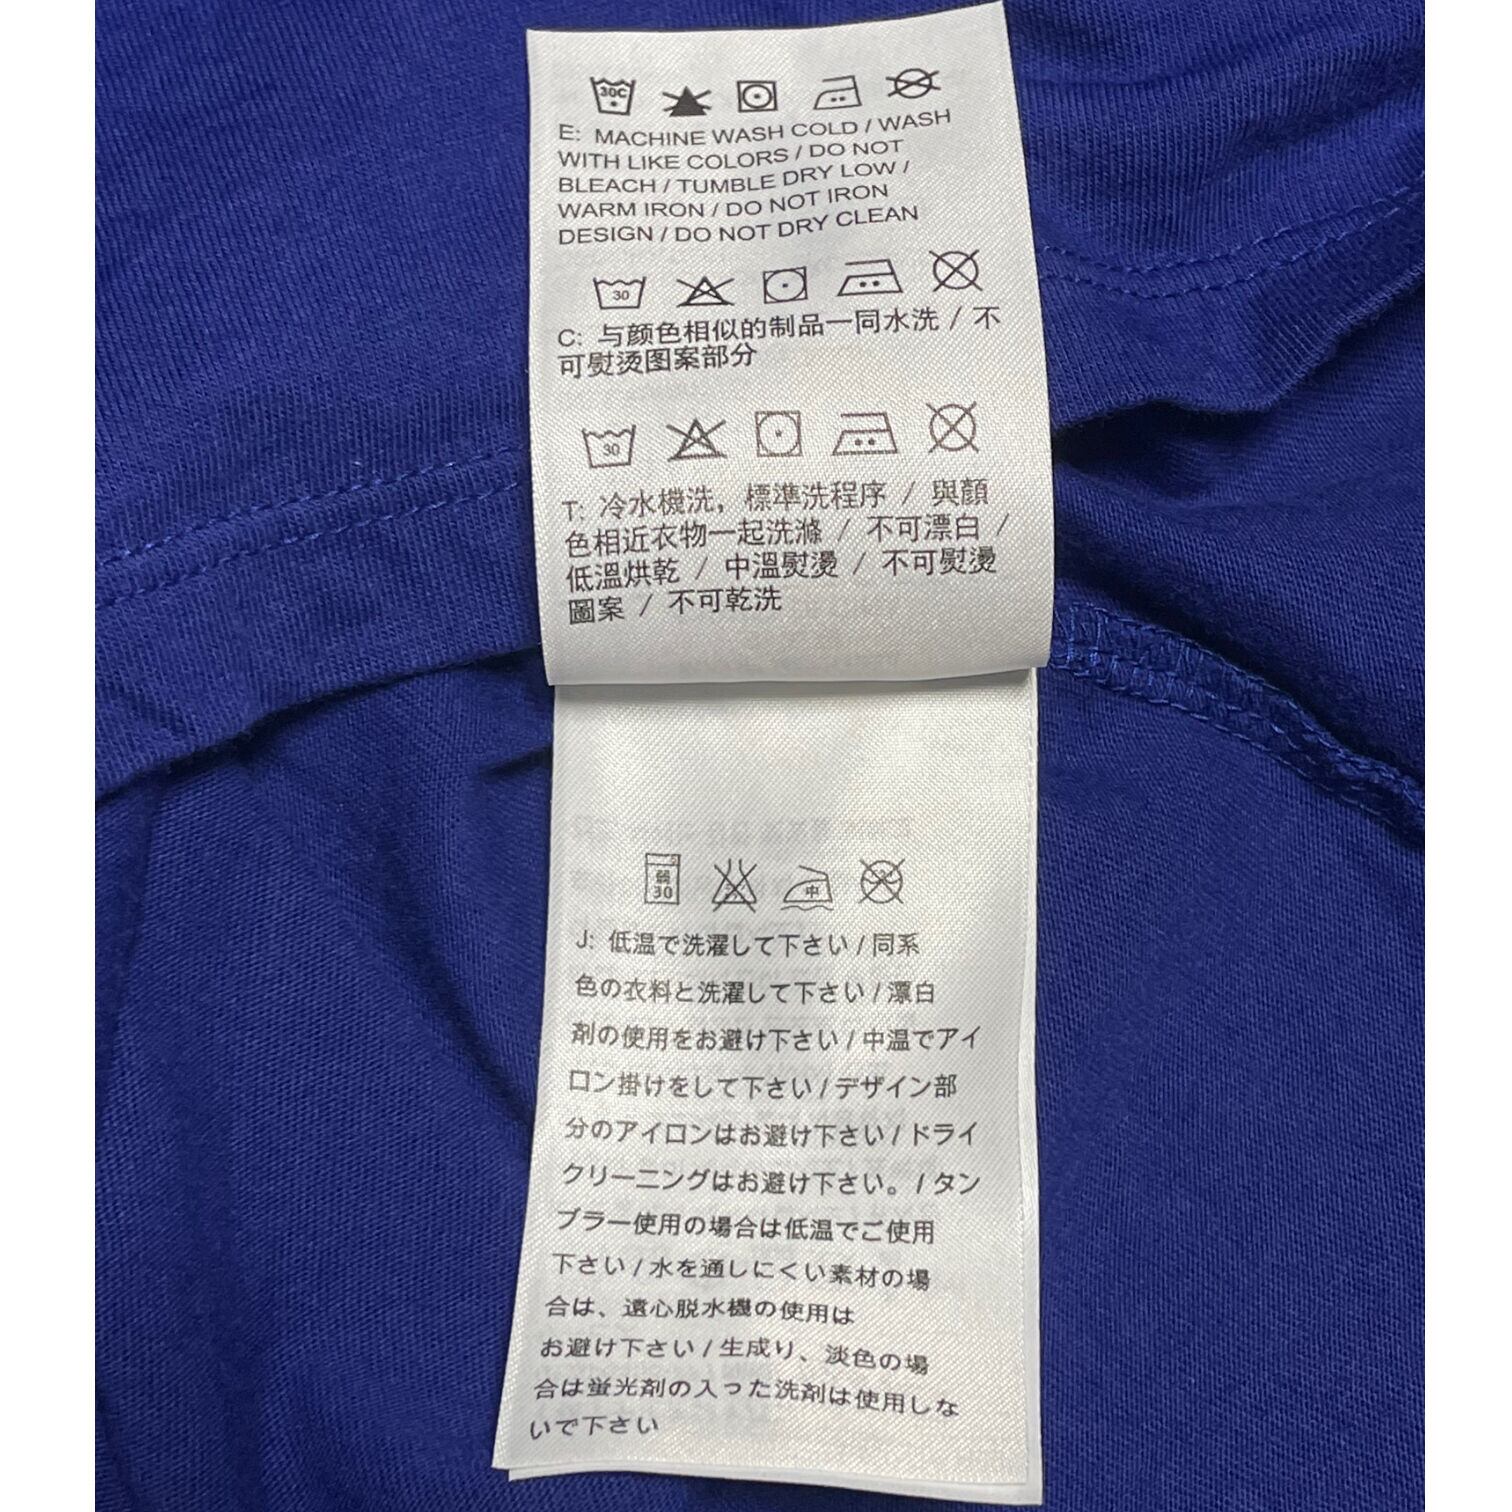 30C
E: MACHINE WASH COLD / WASH
WITH LIKE COLORS / DO NOT
BLEACH / TUMBLE DRY LOW /
WARM IRON / DO NOT IRON
DESIGN / DO NOT DRY CLEAN
30
C: 与颜色相似的制品一同水洗 / 不
可熨烫图案部分
30
T: 冷水機洗，標準洗程序 / 與顏
色相近衣物一起洗滌 / 不可漂白 /
低溫烘乾 / 中溫熨燙 / 不可熨燙
圖案 / 不可乾洗
弱 中
30
J: 低温で洗濯して下さい / 同系
色の衣料と洗濯して下さい / 漂白
剤の使用をお避け下さい / 中温でアイ
ロン掛けをして下さい / デザイン部
分のアイロンはお避け下さい / ドライ
クリーニングはお避け下さい。 / タン
ブラー使用の場合は低温でご使用
下さい / 水を通しにくい素材の場
合は、遠心脱水機の使用は
お避け下さい / 生成り、淡色の場
合は蛍光剤の入った洗剤は使用しな
いで下さい